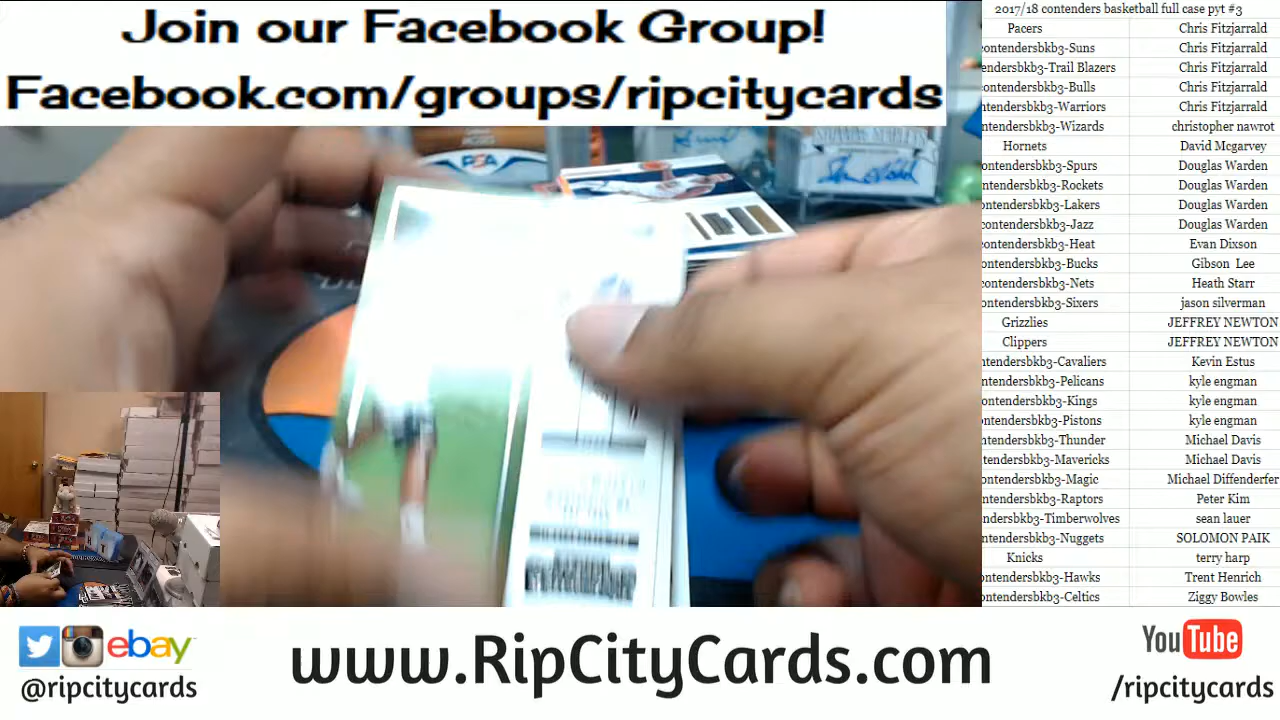 Join our Facebook Group!
Facebook.com/groups/ripcitycards
2017/18 contenders basketball full case pyt #3
Pacers Chris Fitzjarrald
contendersbkb3-Suns Chris Fitzjarrald
endersbkb3-Trail Blazers Chris Fitzjarrald
ontendersbkb3-Bulls Chris Fitzjarrald
ntendersbkb3-Warriors Chris Fitzjarrald
ntendersbkb3-Wizards christopher nawrot
Hornets David Mcgarvey
ontendersbkb3-Spurs Douglas Warden
ntendersbkb3-Rockets Douglas Warden
ontendersbkb3-Lakers Douglas Warden
contendersbkb3-Jazz Douglas Warden
contendersbkb3-Heat Evan Dixson
ontendersbkb3-Bucks Gibson Lee
contendersbkb3-Nets Heath Starr
ontendersbkb3-Sixers jason silverman
Grizzlies JEFFREY NEWTON
Clippers JEFFREY NEWTON
ntendersbkb3-Cavaliers Kevin Estus
ntendersbkb3-Pelicans kyle engman
ontendersbkb3-Kings kyle engman
ontendersbkb3-Pistons kyle engman
ntendersbkb3-Thunder Michael Davis
ntendersbkb3-Mavericks Michael Davis
ontendersbkb3-Magic Michael Diffenderfer
ntendersbkb3-Raptors Peter Kim
endersbkb3-Timberwolves sean lauer
ntendersbkb3-Nuggets SOLOMON PAIK
Knicks terry harp
ontendersbkb3-Hawks Trent Henrich
ontendersbkb3-Celtics Ziggy Bowles
PSA
ebay
@ripcitycards
www.RipCityCards.com
YouTube
/ripcitycards